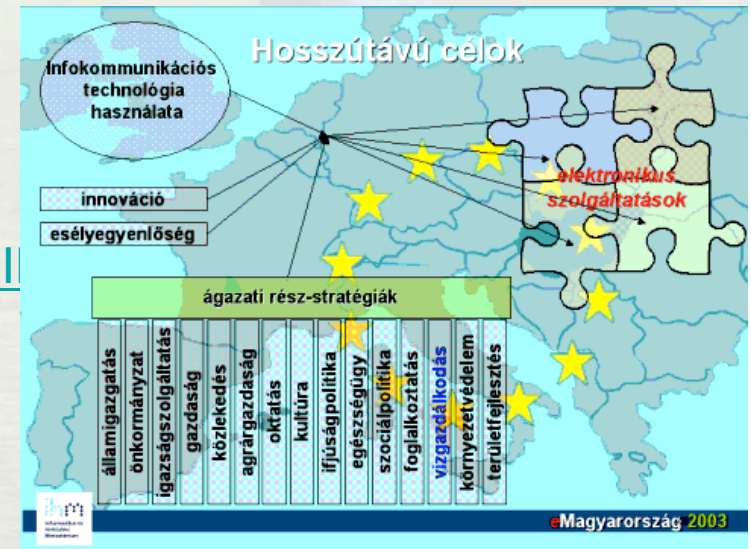 Hosszútávú célok
Infokommunikációs
technológia
használata
innováció
esélyegyenlőség
elektronikus
szolgáltatások
ágazati rész-stratégiák
államigazgatás
önkormányzat
igazságszolgáltatás
gazdaság
közlekedés
agrárgazdaság
oktatás
kultúra
ifjúságpolitika
egészségügy
szociálpolitika
foglalkoztatás
vízgazdálkodás
környezetvédelem
területfejlesztés
ihm
eMagyarország 2003